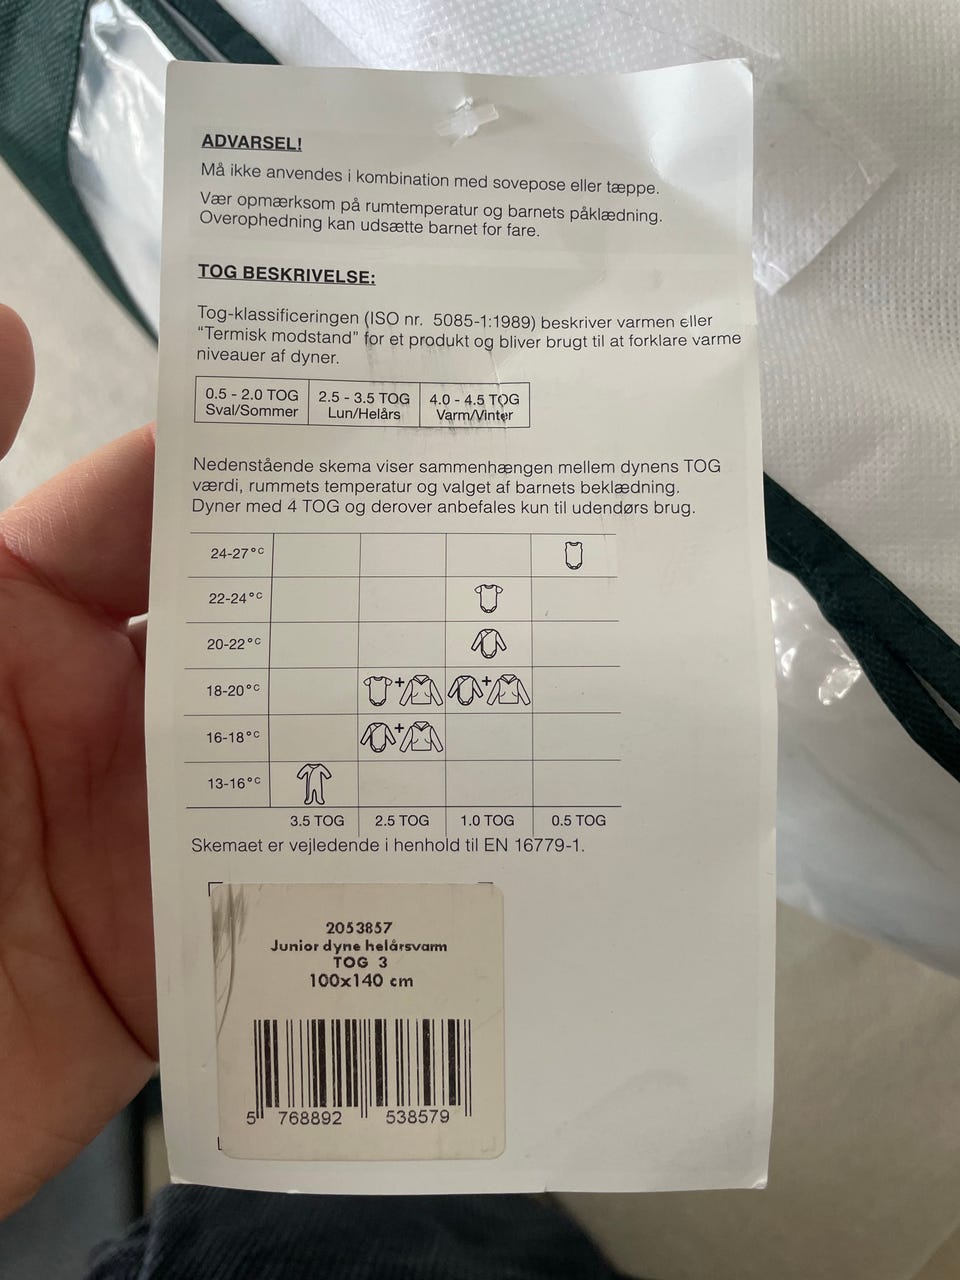 ADVARSEL!
Må ikke anvendes i kombination med sovepose eller tæppe.
Vær opmærksom på rumtemperatur og barnets påklædning.
Overophedning kan udsætte barnet for fare.
TOG BESKRIVELSE:
Tog-klassificeringen (ISO nr. 5085-1:1989) beskriver varmen eller
"Termisk modstand" for et produkt og bliver brugt til at forklare varme
niveauer af dyner.
0.5 - 2.0 TOG 2.5 - 3.5 TOG 4.0 - 4.5 TOG
Sval/Sommer Lun/Helårs Varm/Vinter
Nedenstående skema viser sammenhængen mellem dynens TOG
værdi, rummets temperatur og valget af barnets beklædning.
Dyner med 4 TOG og derover anbefales kun til udendørs brug.
24-27°C
22-24°C
20-22°C
18-20°C + +
16-18°C +
13-16°C
3.5 TOG 2.5 TOG 1.0 TOG 0.5 TOG
Skemaet er vejledende i henhold til EN 16779-1.
2053857
Junior dyne helårsvarm
TOG 3
100x140 cm
5 768892 538579